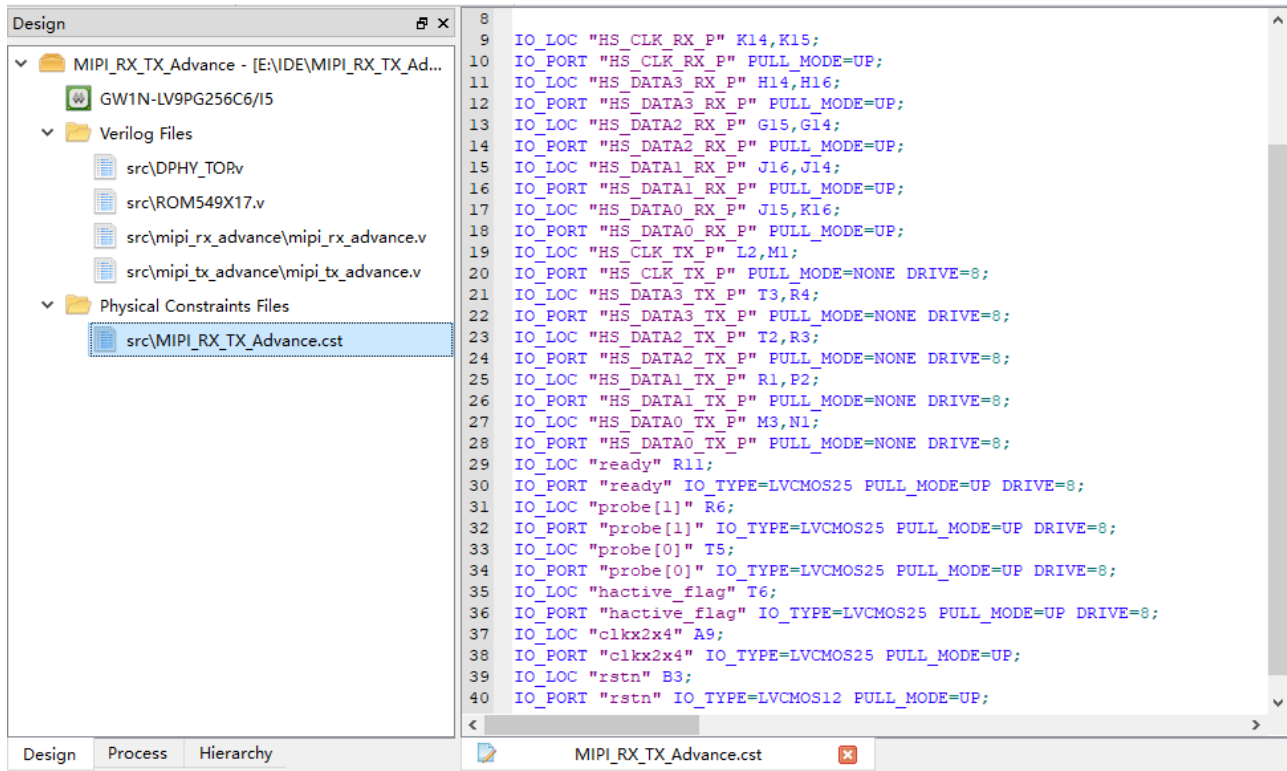 Design
MIPI_RX_TX_Advance - [E:\IDE\MIPI_RX_TX_Ad...
GW1N-LV9PG256C6/I5
Verilog Files
src\DPHY_TOP.v
src\ROM549X17.v
src\mipi_rx_advance\mipi_rx_advance.v
src\mipi_tx_advance\mipi_tx_advance.v
Physical Constraints Files
src\MIPI_RX_TX_Advance.cst
Design Process Hierarchy
8
9 IO_LOC "HS_CLK_RX_P" K14,K15;
10 IO_PORT "HS_CLK_RX_P" PULL_MODE=UP;
11 IO_LOC "HS_DATA3_RX_P" H14,H16;
12 IO_PORT "HS_DATA3_RX_P" PULL_MODE=UP;
13 IO_LOC "HS_DATA2_RX_P" G15,G14;
14 IO_PORT "HS_DATA2_RX_P" PULL_MODE=UP;
15 IO_LOC "HS_DATA1_RX_P" J16,J14;
16 IO_PORT "HS_DATA1_RX_P" PULL_MODE=UP;
17 IO_LOC "HS_DATA0_RX_P" J15,K16;
18 IO_PORT "HS_DATA0_RX_P" PULL_MODE=UP;
19 IO_LOC "HS_CLK_TX_P" L2,M1;
20 IO_PORT "HS_CLK_TX_P" PULL_MODE=NONE DRIVE=8;
21 IO_LOC "HS_DATA3_TX_P" T3,R4;
22 IO_PORT "HS_DATA3_TX_P" PULL_MODE=NONE DRIVE=8;
23 IO_LOC "HS_DATA2_TX_P" T2,R3;
24 IO_PORT "HS_DATA2_TX_P" PULL_MODE=NONE DRIVE=8;
25 IO_LOC "HS_DATA1_TX_P" R1,P2;
26 IO_PORT "HS_DATA1_TX_P" PULL_MODE=NONE DRIVE=8;
27 IO_LOC "HS_DATA0_TX_P" M3,N1;
28 IO_PORT "HS_DATA0_TX_P" PULL_MODE=NONE DRIVE=8;
29 IO_LOC "ready" R11;
30 IO_PORT "ready" IO_TYPE=LVCMOS25 PULL_MODE=UP DRIVE=8;
31 IO_LOC "probe[1]" R6;
32 IO_PORT "probe[1]" IO_TYPE=LVCMOS25 PULL_MODE=UP DRIVE=8;
33 IO_LOC "probe[0]" T5;
34 IO_PORT "probe[0]" IO_TYPE=LVCMOS25 PULL_MODE=UP DRIVE=8;
35 IO_LOC "hactive_flag" T6;
36 IO_PORT "hactive_flag" IO_TYPE=LVCMOS25 PULL_MODE=UP DRIVE=8;
37 IO_LOC "clkx2x4" A9;
38 IO_PORT "clkx2x4" IO_TYPE=LVCMOS25 PULL_MODE=UP;
39 IO_LOC "rstn" B3;
40 IO_PORT "rstn" IO_TYPE=LVCMOS12 PULL_MODE=UP;
MIPI_RX_TX_Advance.cst